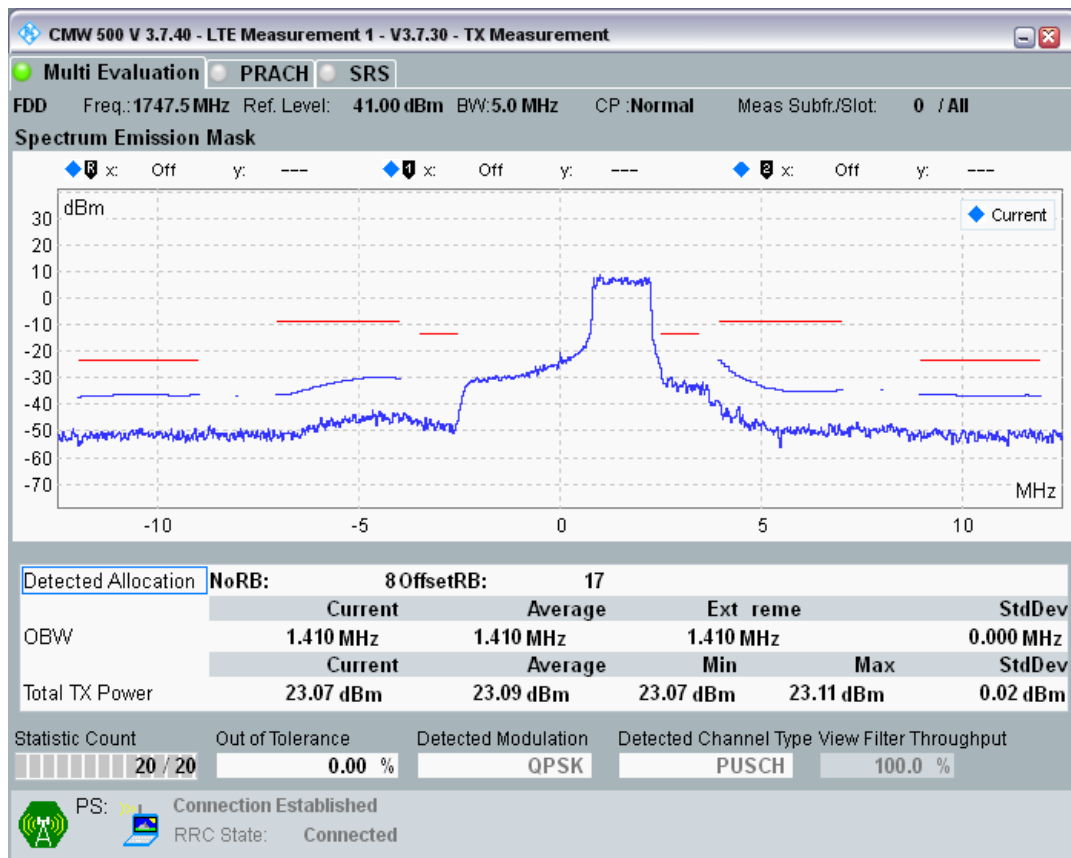 CMW 500 V 3.7.40 - LTE Measurement 1 - V3.7.30 - TX Measurement
Multi Evaluation PRACH SRS
FDD Freq.:1747.5 MHz Ref. Level: 41.00 dBm BW:5.0 MHz CP :Normal Meas Subfr./Slot: 0 / All
Spectrum Emission Mask
R x: Off y: --- 1 x: Off y: --- 2 x: Off y: ---
dBm
Current
30
20
10
0
-10
-20
-30
-40
-50
-60
-70
MHz
-10 -5 0 5 10
Detected Allocation NoRB: 8 OffsetRB: 17
Current Average Ext reme StdDev
OBW 1.410 MHz 1.410 MHz 1.410 MHz 0.000 MHz
Current Average Min Max StdDev
Total TX Power 23.07 dBm 23.09 dBm 23.07 dBm 23.11 dBm 0.02 dBm
Statistic Count Out of Tolerance Detected Modulation Detected Channel Type View Filter Throughput
20 / 20 0.00 % QPSK PUSCH 100.0 %
PS: Connection Established
RRC State: Connected